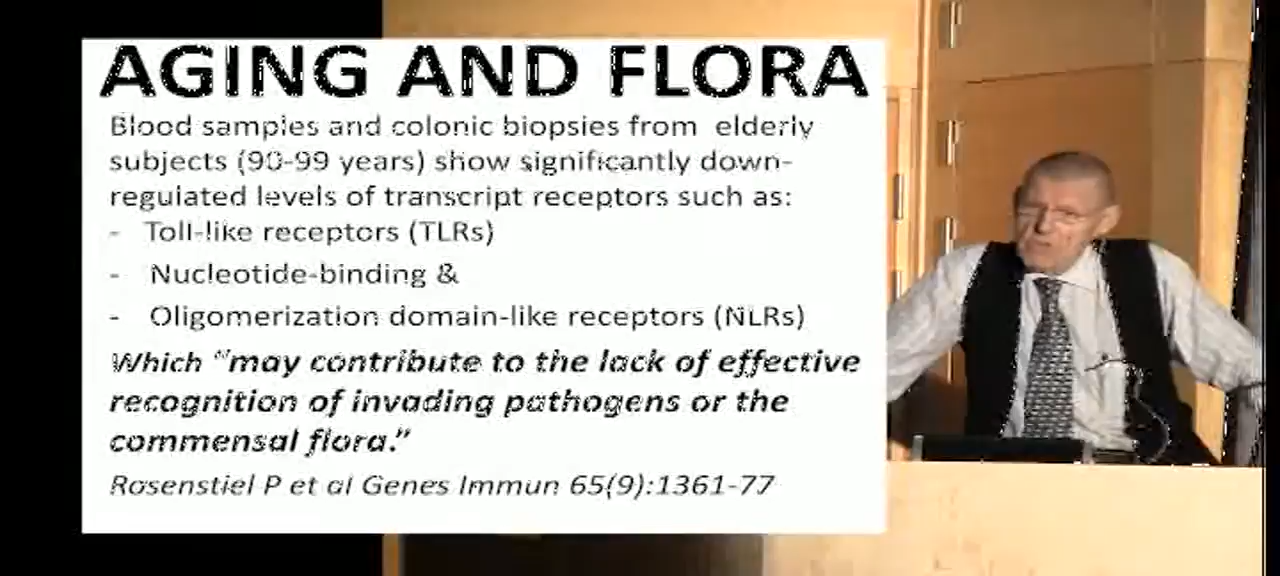 AGING AND FLORA
Blood samples and colonic biopsies from elderly
subjects (90-99 years) show significantly down-
regulated levels of transcript receptors such as:
- Toll-like receptors (TLRs)
- Nucleotide-binding &
- Oligomerization domain-like receptors (NLRs)
Which "may contribute to the lack of effective
recognition of invading pathogens or the
commensal flora."
Rosenstiel P et al Genes Immun 65(9):1361-77